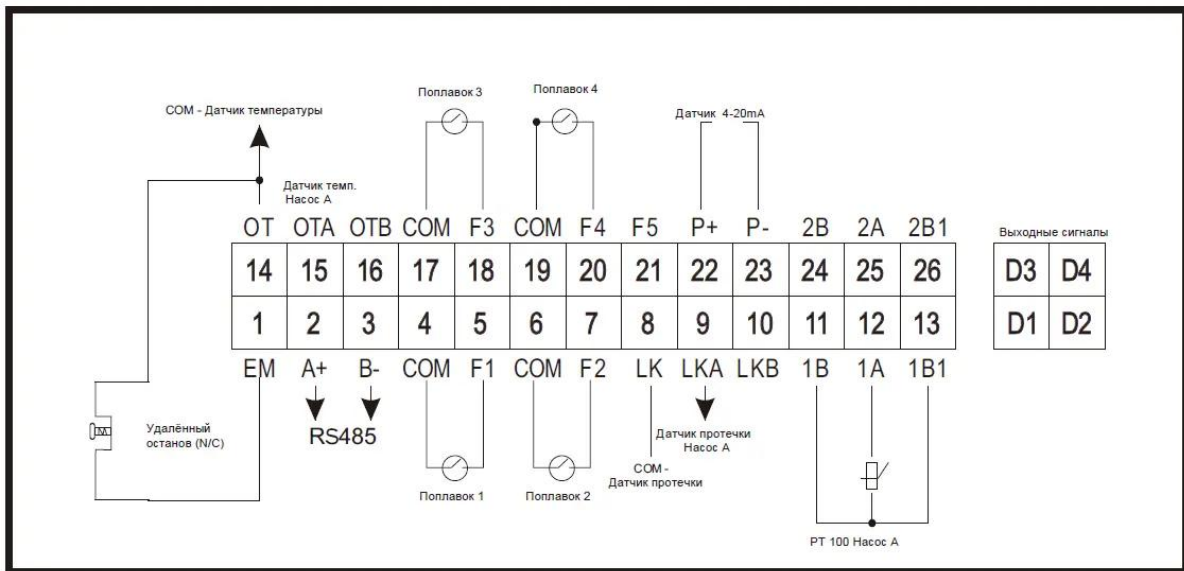 Поплавок 3
Поплавок 4
COM - Датчик температуры
Датчик 4-20mA
Датчик темп.
Насос А
OT OTA OTB COM F3 COM F4 F5 P+ P- 2B 2A 2B1
Выходные сигналы
14 15 16 17 18 19 20 21 22 23 24 25 26
D3 D4
1 2 3 4 5 6 7 8 9 10 11 12 13
D1 D2
EM A+ B- COM F1 COM F2 LK LKA LKB 1B 1A 1B1
Удалённый
останов (N/C)
RS485
Датчик протечки
Насос А
COM -
Датчик протечки
Поплавок 1
Поплавок 2
PT 100 Насос А